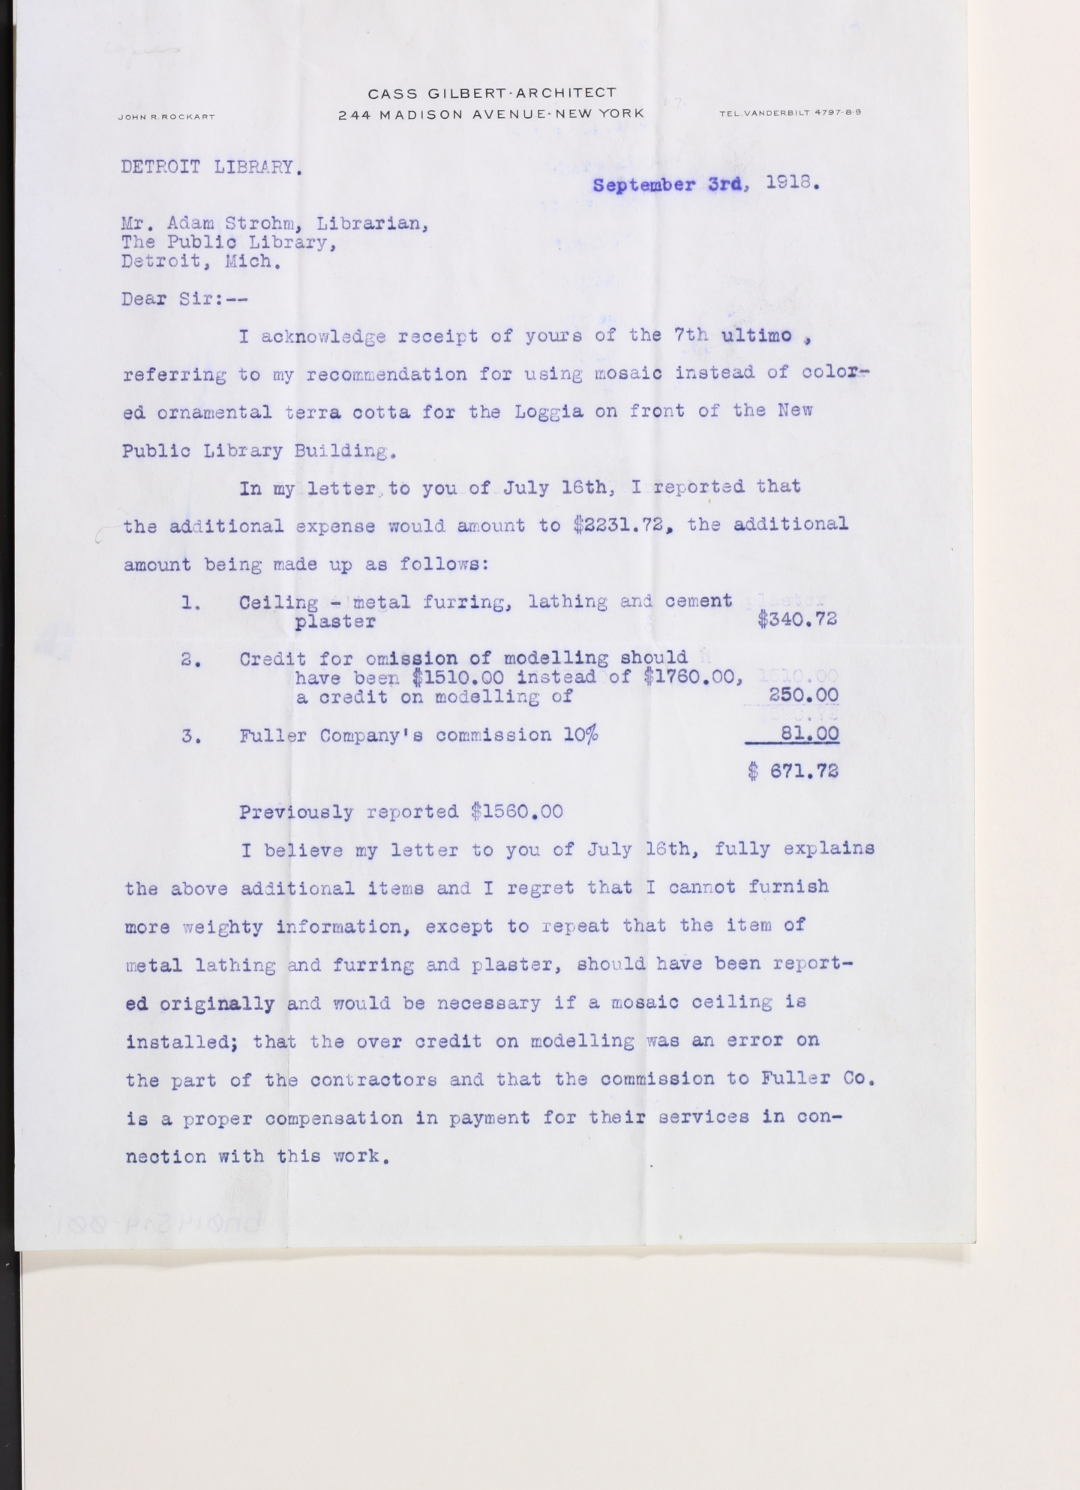 CASS GILBERT·ARCHITECT
JOHN R. ROCKART
244 MADISON AVENUE·NEW YORK
TEL. VANDERBILT 4797-8-9
DETROIT LIBRARY.
September 3rd, 1918.
Mr. Adam Strohm, Librarian,
The Public Library,
Detroit, Mich.
Dear Sir:--
I acknowledge receipt of yours of the 7th ultimo ,
referring to my recommendation for using mosaic instead of color-
ed ornamental terra cotta for the Loggia on front of the New
Public Library Building.
In my letter to you of July 16th, I reported that
the additional expense would amount to $2231.72, the additional
amount being made up as follows:
1. Ceiling - metal furring, lathing and cement
plaster $340.72
2. Credit for omission of modelling should
have been $1510.00 instead of $1760.00,
a credit on modelling of 250.00
3. Fuller Company's commission 10% 81.00
$ 671.72
Previously reported $1560.00
I believe my letter to you of July 16th, fully explains
the above additional items and I regret that I cannot furnish
more weighty information, except to repeat that the item of
metal lathing and furring and plaster, should have been report-
ed originally and would be necessary if a mosaic ceiling is
installed; that the over credit on modelling was an error on
the part of the contractors and that the commission to Fuller Co.
is a proper compensation in payment for their services in con-
nection with this work.